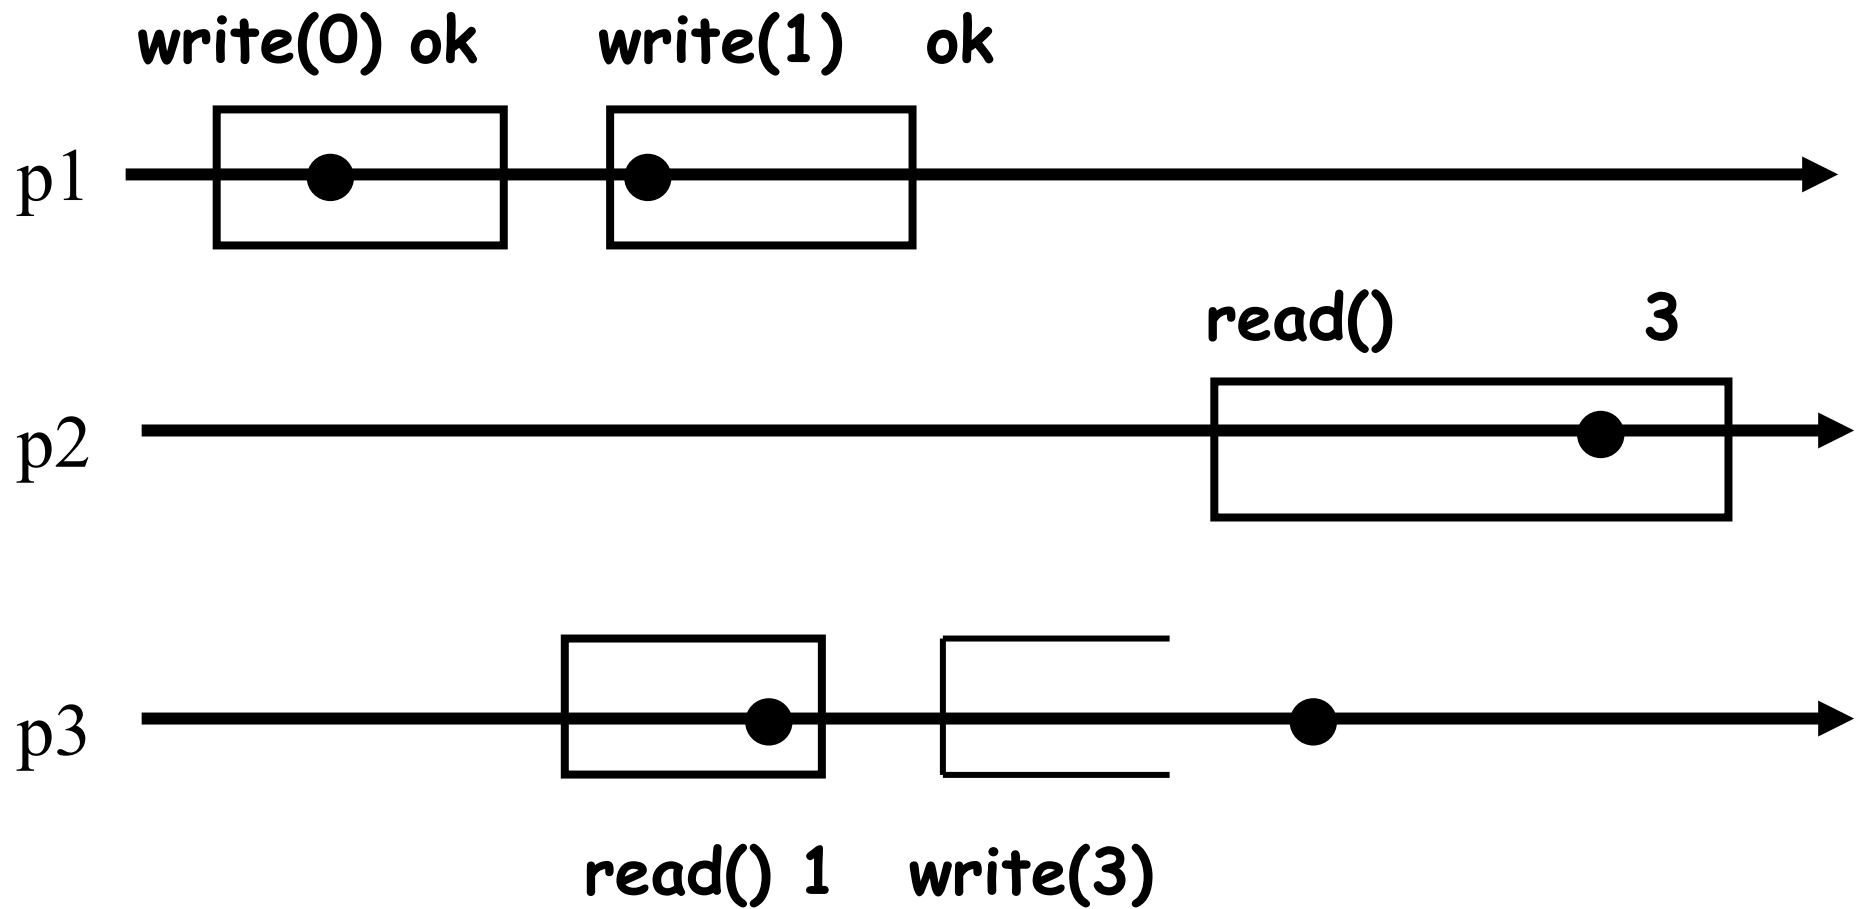 write(0) ok write(1) ok
p1
read() 3
p2
p3
read() 1 write(3)